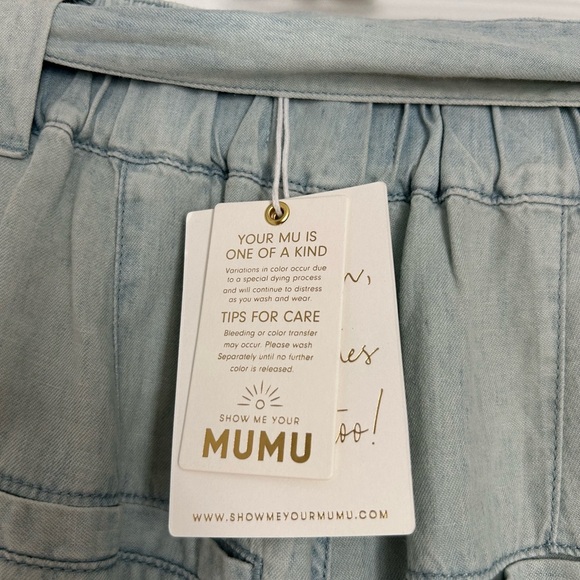 YOUR MU IS
ONE OF A KIND
Variations in color occur due
to a special dying process
and will continue to distress
as you wash and wear.
TIPS FOR CARE
Bleeding or color transfer
may occur. Please wash
Separately until no further
color is released.
SHOW ME YOUR
MUMU
too!
WWW.SHOWMEYOURMUMU.COM